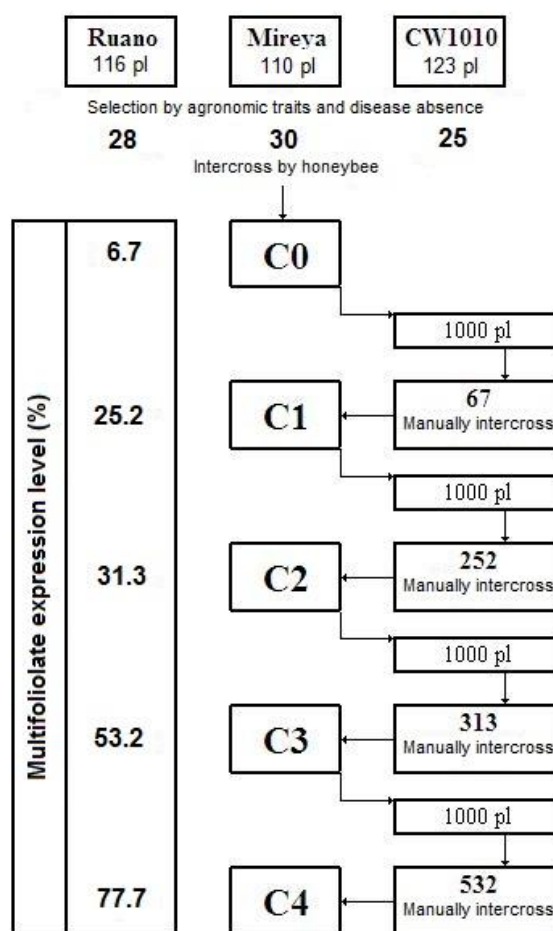 Ruano
116 pl
Mireya
110 pl
CW1010
123 pl
Selection by agronomic traits and disease absence
28
30
25
Intercross by honeybee
Multifoliolate expression level (%)
6.7
C0
1000 pl
25.2
C1
67
Manually intercross
1000 pl
31.3
C2
252
Manually intercross
1000 pl
53.2
C3
313
Manually intercross
1000 pl
77.7
C4
532
Manually intercross